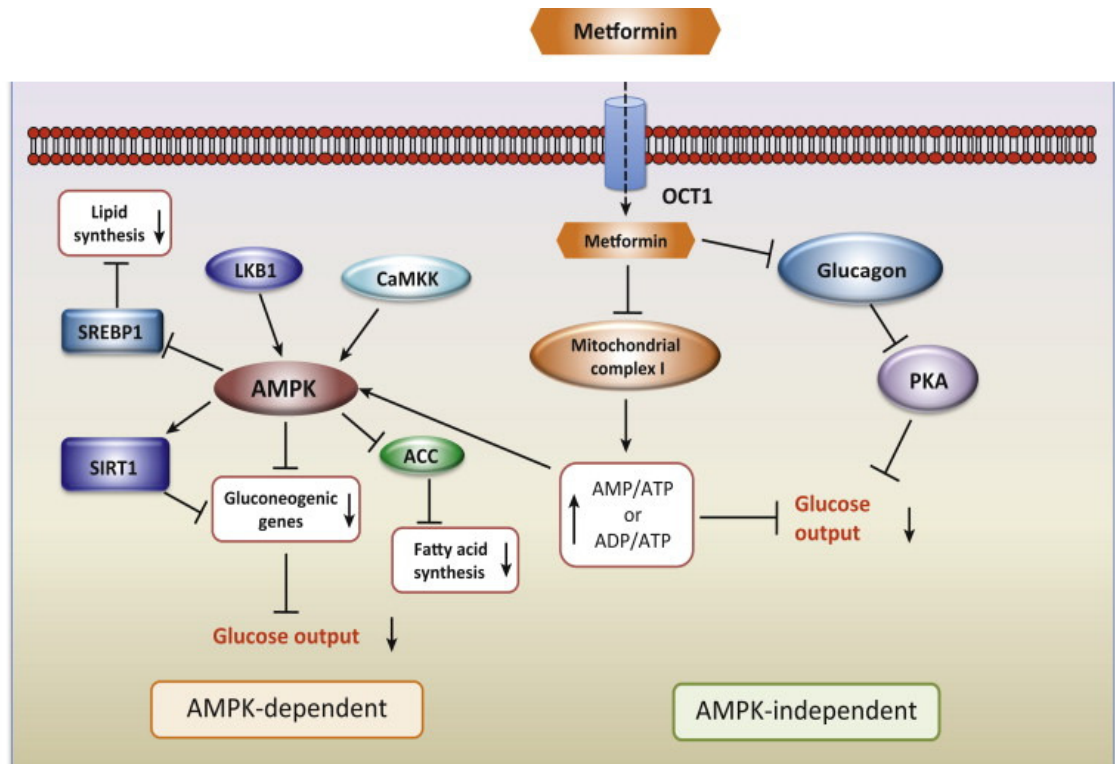 Metformin
OCT1
Lipid
synthesis
LKB1
CaMKK
Metformin
Glucagon
SREBP1
Mitochondrial
complex I
PKA
AMPK
SIRT1
ACC
Gluconeogenic
genes
AMP/ATP
or
ADP/ATP
Glucose
output
Fatty acid
synthesis
Glucose output
AMPK-dependent
AMPK-independent